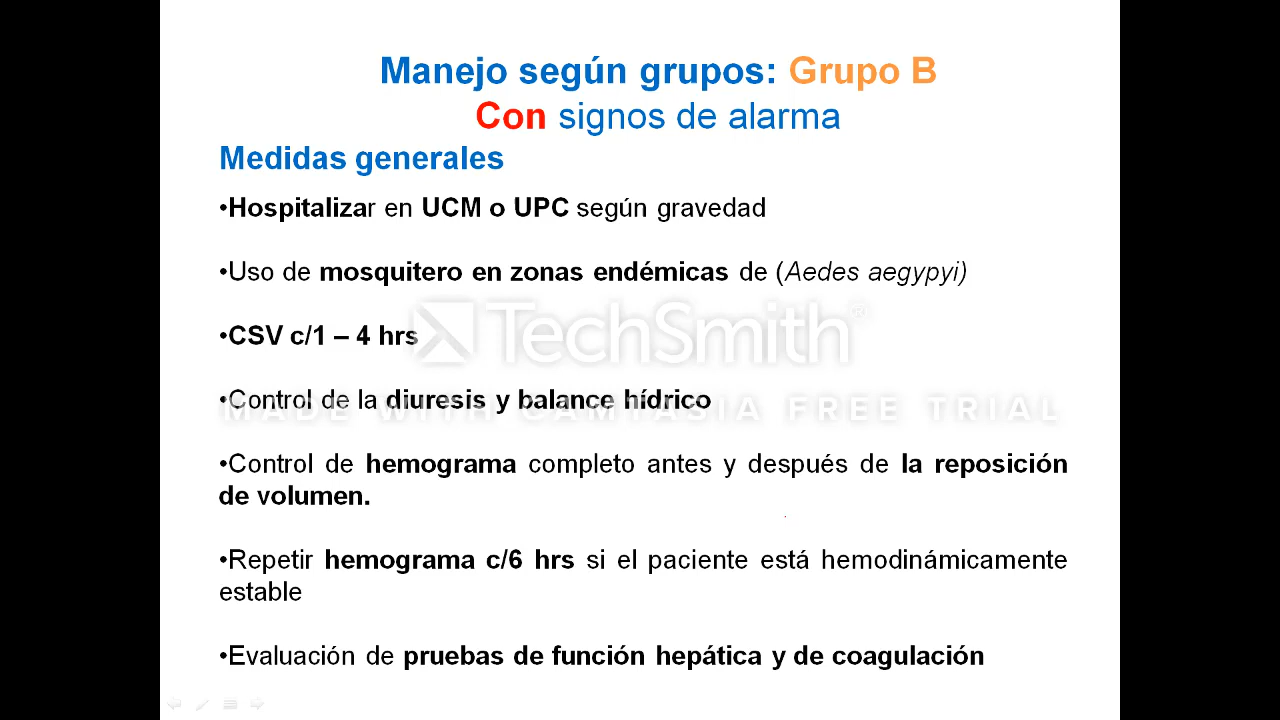 Manejo según grupos: Grupo B
Con signos de alarma
Medidas generales
•Hospitalizar en UCM o UPC según gravedad
•Uso de mosquitero en zonas endémicas de (Aedes aegypyi)
•CSV c/1 – 4 hrs
TechSmith®
•Control de la diuresis y balance hídrico
MADE WITH CAMTASIA FREE TRIAL
•Control de hemograma completo antes y después de la reposición
de volumen.
•Repetir hemograma c/6 hrs si el paciente está hemodinámicamente
estable
•Evaluación de pruebas de función hepática y de coagulación